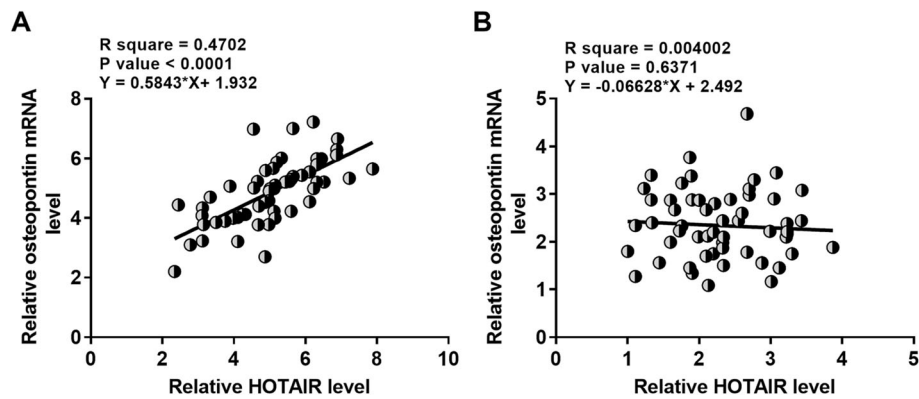 A
R square = 0.4702
P value < 0.0001
Y = 0.5843*X+ 1.932
Relative osteopontin mRNA
level
8
6
4
2
0
0 2 4 6 8 10
Relative HOTAIR level
B
R square = 0.004002
P value = 0.6371
Y = -0.06628*X + 2.492
Relative osteopontin mRNA
level
5
4
3
2
1
0
0 1 2 3 4 5
Relative HOTAIR level